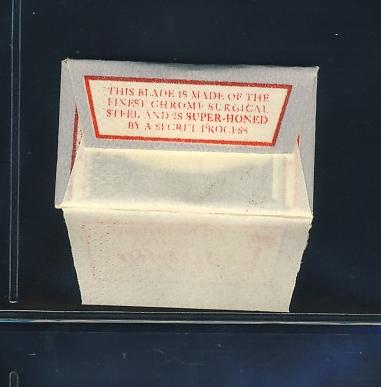 THIS BLADE IS MADE OF THE
FINEST CHROME SURGICAL
STEEL AND IS SUPER-HONED
BY A SECRET PROCESS